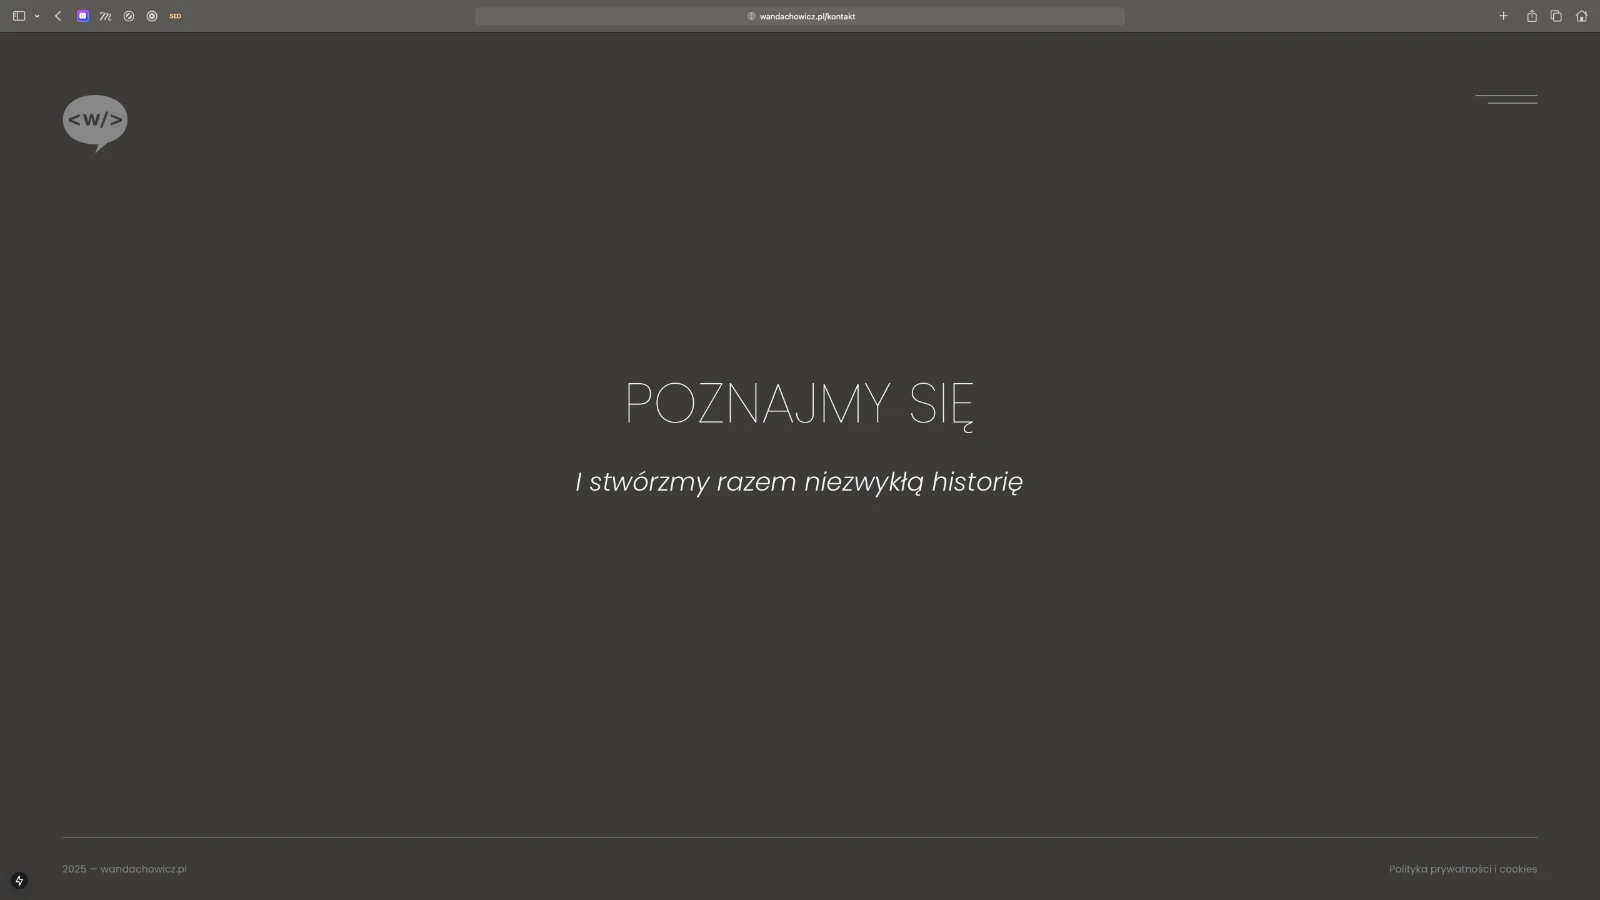 SEO
wandachowicz.pl/kontakt
<w/>
POZNAJMY SIĘ
I stwórzmy razem niezwykłą historię
2025 — wandachowicz.pl
Polityka prywatności i cookies